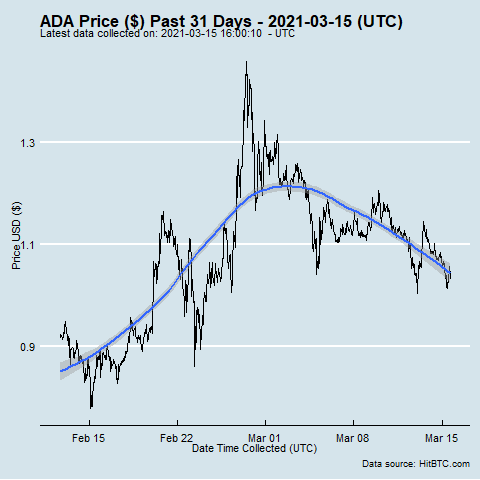 ADA Price ($) Past 31 Days - 2021-03-15 (UTC)
Latest data collected on: 2021-03-15 16:00:10 - UTC
Price USD ($)
1.3
1.1
0.9
Feb 15 Feb 22 Mar 01 Mar 08 Mar 15
Date Time Collected (UTC)
Data source: HitBTC.com